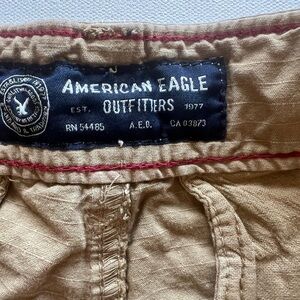 AMERICAN EAGLE
EST. OUTFITTERS 1977
RN 54485 A.E.O. CA 03873